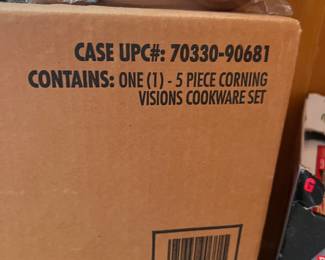 CASE UPC#: 70330-90681
CONTAINS: ONE (1) - 5 PIECE CORNING
VISIONS COOKWARE SET
G